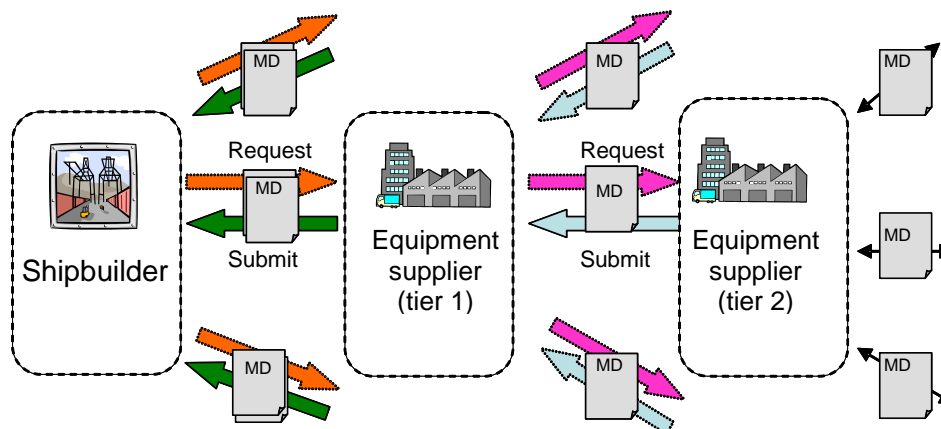 MD
MD
MD
Request
Request
MD
MD
Shipbuilder
Submit
Equipment
supplier
(tier 1)
Submit
Equipment
supplier
(tier 2)
MD
MD
MD
MD